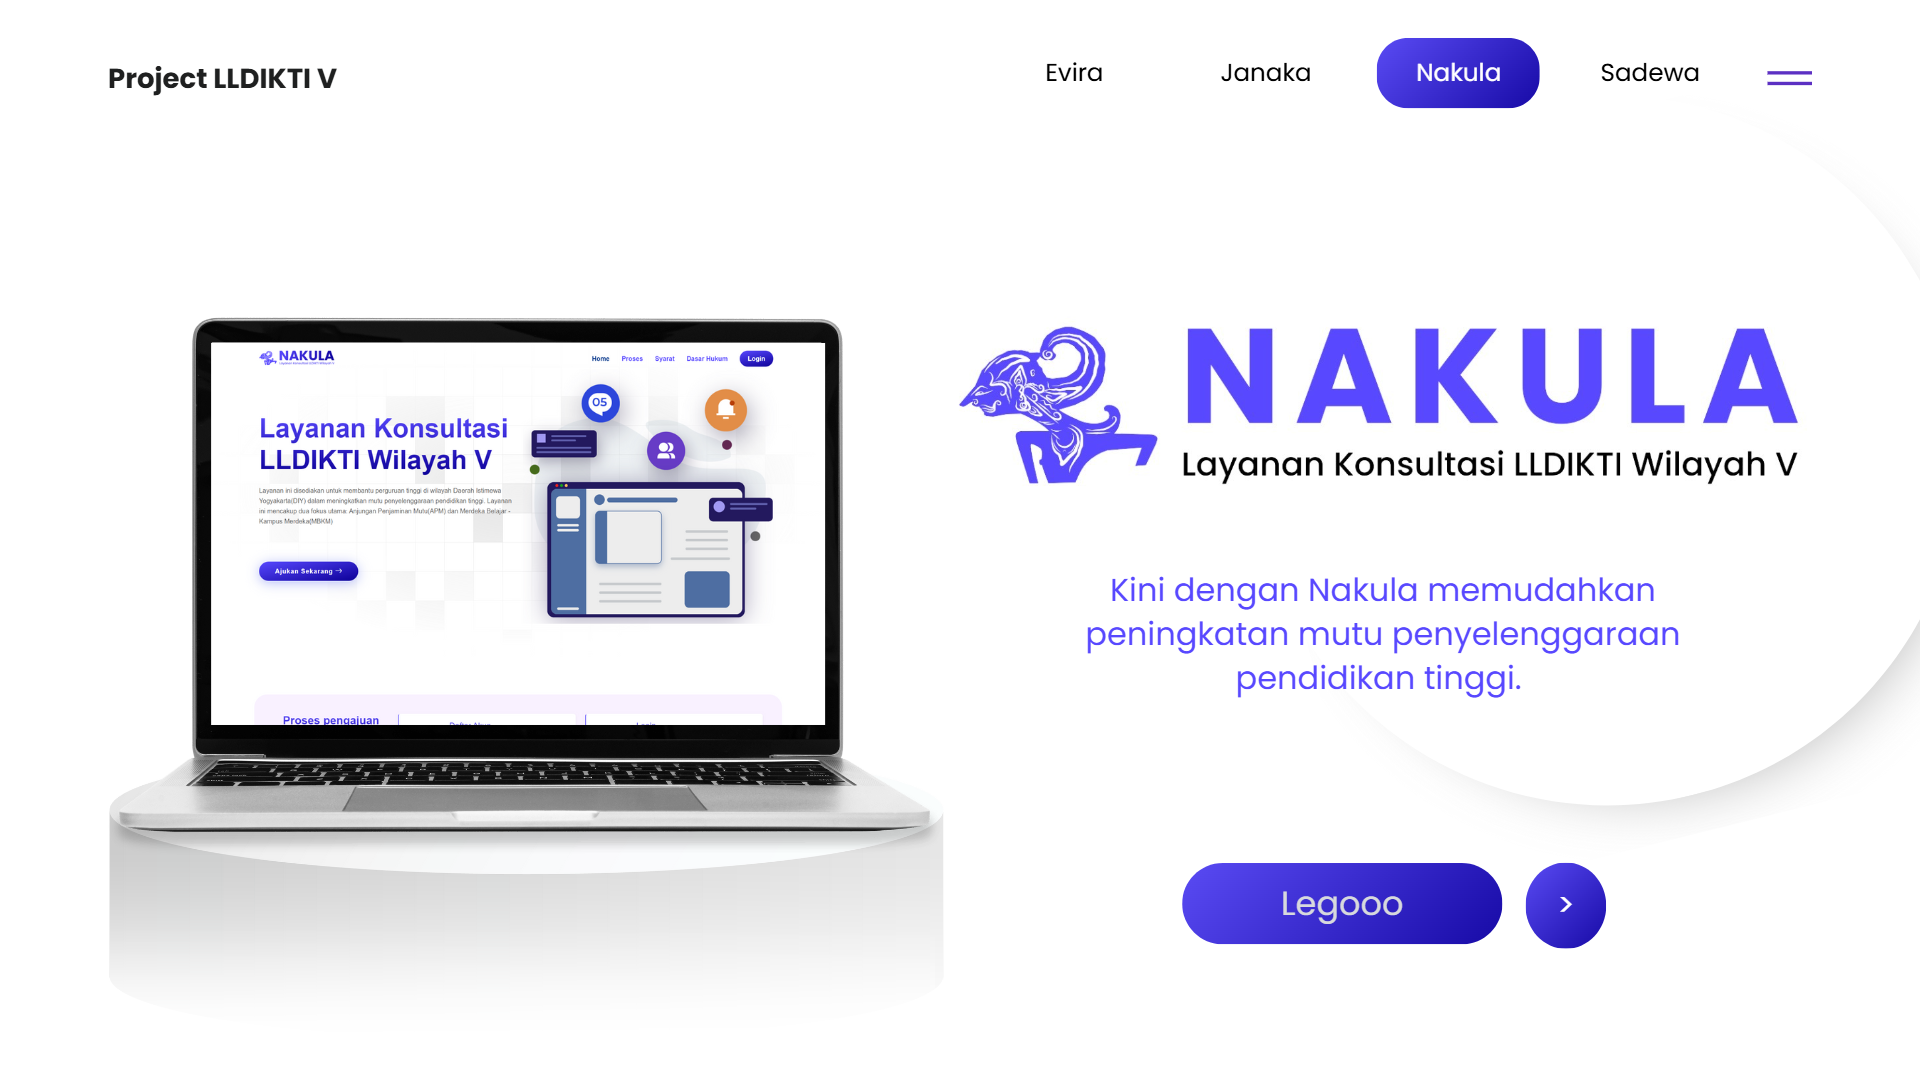 Project LLDIKTI V
Evira
Janaka
Nakula
Sadewa
NAKULA
Home
Proses
Syarat
Dasar Hukum
Login
05
Layanan Konsultasi
LLDIKTI Wilayah V
Layanan ini disediakan untuk membantu perguruan tinggi di wilayah Daerah Istimewa
Yogyakarta(DIY) dalam meningkatkan mutu penyelenggaraan pendidikan tinggi. Layanan
ini mencakup dua fokus utama: Anjungan Penjaminan Mutu(APM) dan Merdeka Belajar -
Kampus Merdeka(MBKM)
Ajukan Sekarang →
Proses pengajuan
NAKULA
Layanan Konsultasi LLDIKTI Wilayah V
Kini dengan Nakula memudahkan
peningkatan mutu penyelenggaraan
pendidikan tinggi.
Legooo
>